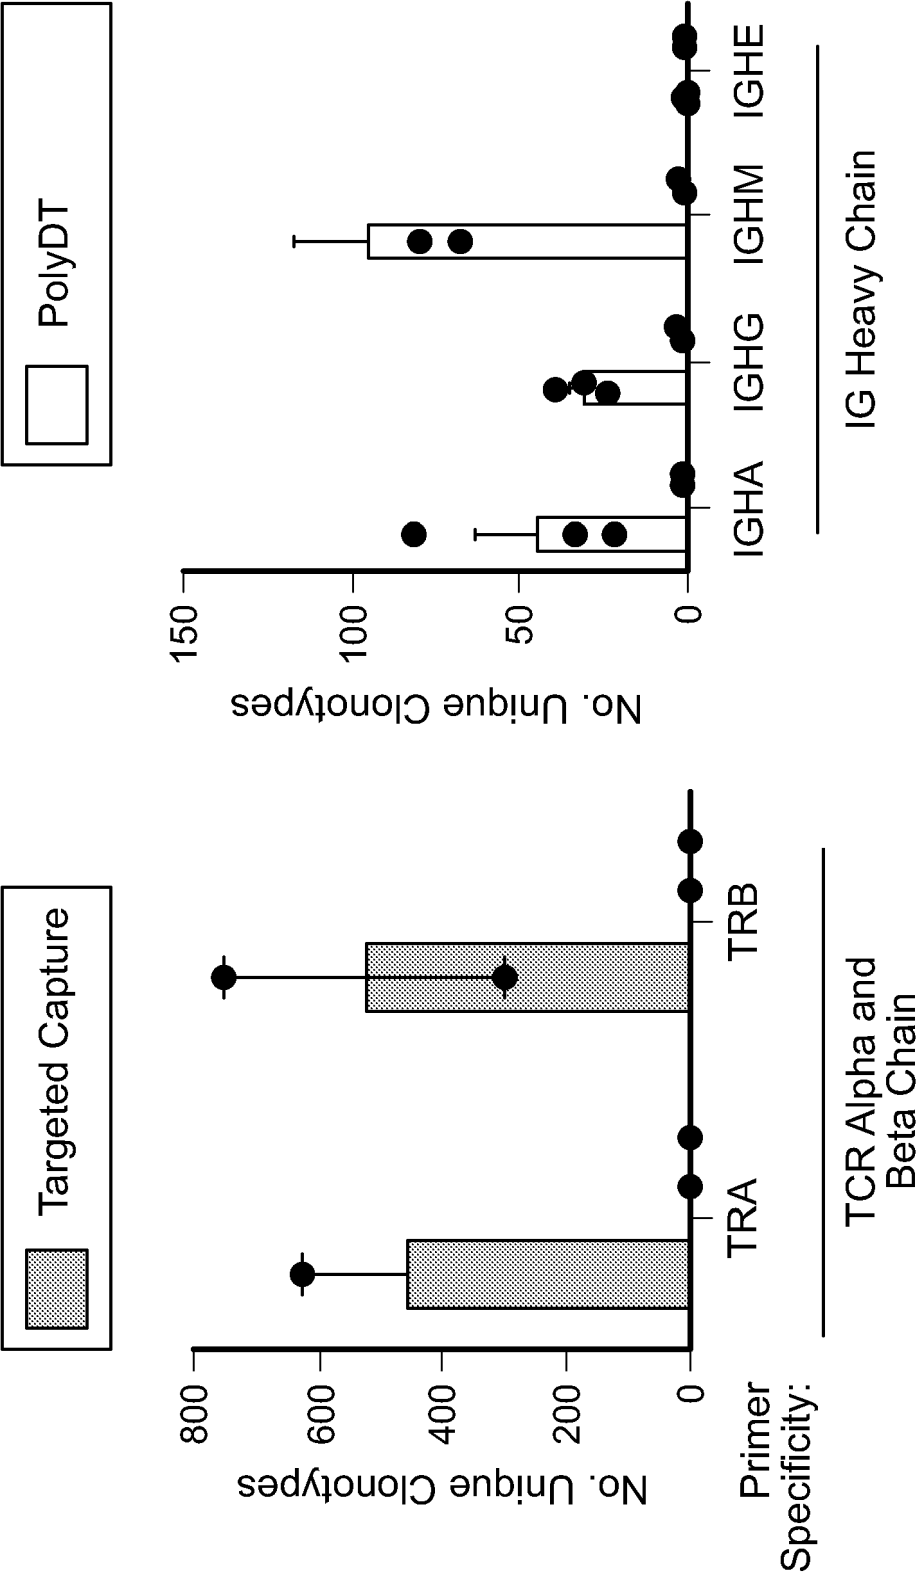 Targeted Capture
PolyDT
No. Unique Clonotypes
800
600
400
200
0
Primer
Specificity:
TRA
TRB
TCR Alpha and
Beta Chain
No. Unique Clonotypes
150
100
50
0
IGHA
IGHG
IGHM
IGHE
IG Heavy Chain